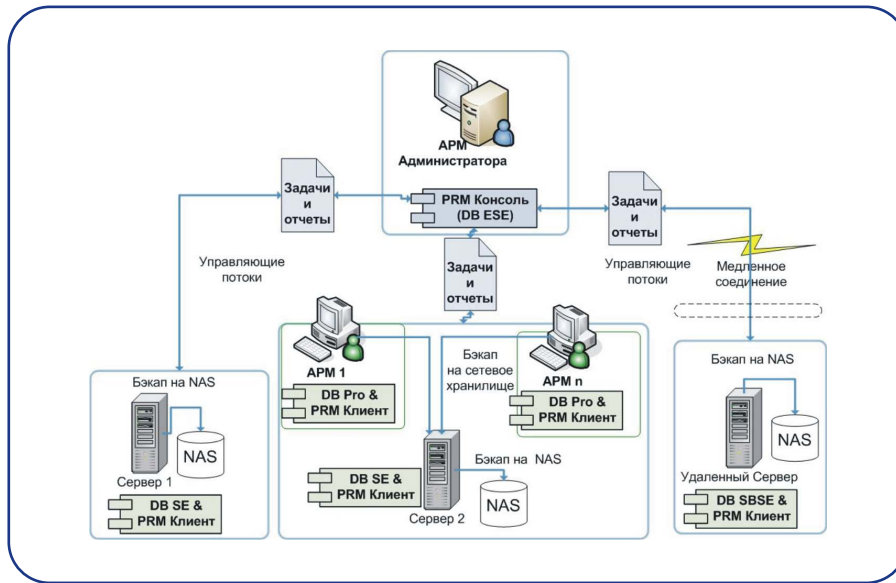 АРМ
Администратора
PRM Консоль
(DB ESE)
Задачи
и
отчеты
Задачи
и
отчеты
Задачи
и
отчеты
Управляющие
потоки
Управляющие
потоки
Медленное
соединение
АРМ 1
DB Pro &
PRM Клиент
Бэкап
на сетевое
хранилище
АРМ n
DB Pro &
PRM Клиент
Бэкап на NAS
NAS
Сервер 1
DB SE &
PRM Клиент
DB SE &
PRM Клиент
Сервер 2
Бэкап на NAS
NAS
Бэкап на NAS
NAS
Удаленный Сервер
DB SBSE &
PRM Клиент